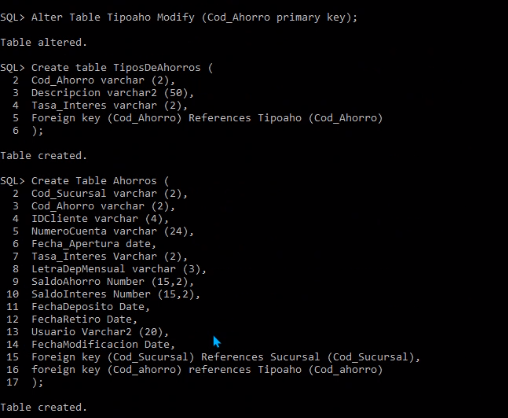 SQL> Alter Table Tipoaho Modify (Cod_Ahorro primary key);
Table altered.
SQL> Create table TiposDeAhorros (
2 Cod_Ahorro varchar (2),
3 Descripcion varchar2 (50),
4 Tasa_Interes varchar (2),
5 Foreign key (Cod_Ahorro) References Tipoaho (Cod_Ahorro)
6 );
Table created.
SQL> Create Table Ahorros (
2 Cod_Sucursal varchar (2),
3 Cod_Ahorro varchar (2),
4 IDCliente varchar (4),
5 NumeroCuenta varchar (24),
6 Fecha_Apertura date,
7 Tasa_Interes Varchar (2),
8 LetraDepMensual varchar (3),
9 SaldoAhorro Number (15,2),
10 SaldoInteres Number (15,2),
11 FechaDeposito Date,
12 FechaRetiro Date,
13 Usuario Varchar2 (20),
14 FechaModificacion Date,
15 Foreign key (Cod_Sucursal) References Sucursal (Cod_Sucursal),
16 foreign key (Cod_ahorro) references Tipoaho (Cod_ahorro)
17 );
Table created.